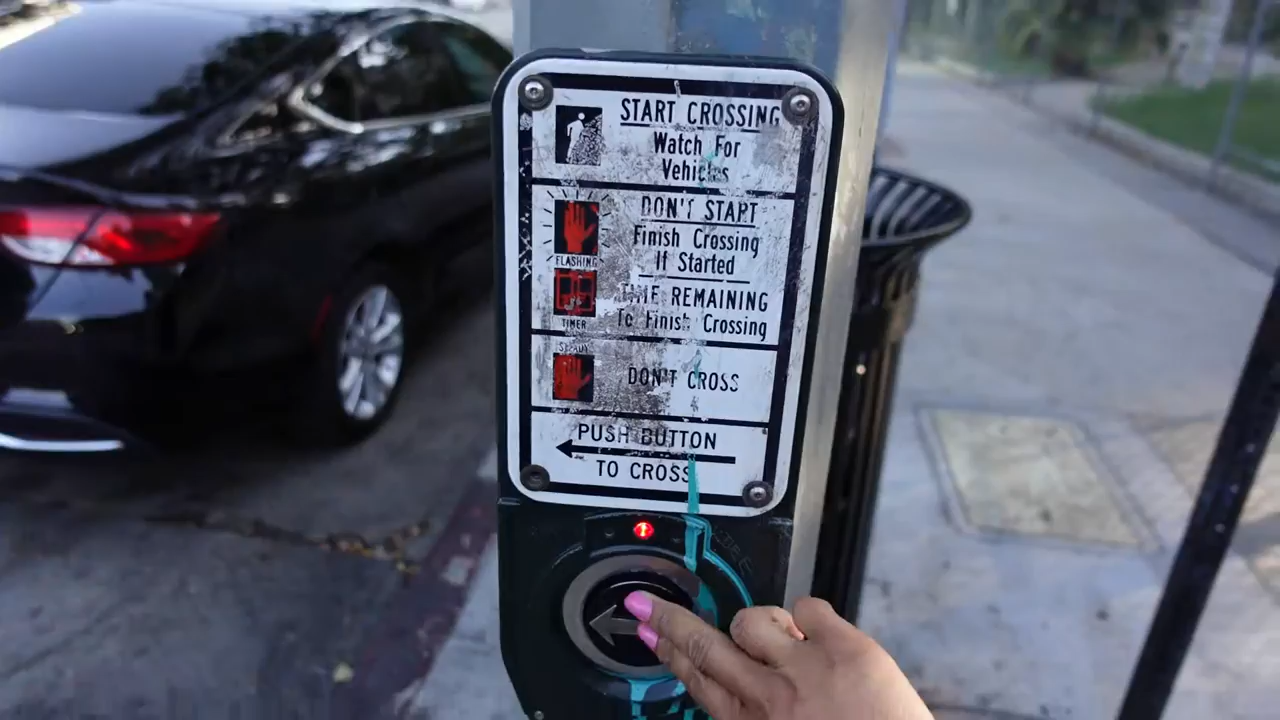 START CROSSING
Watch For
Vehicles
DON'T START
Finish Crossing
If Started
FLASHING
TIME REMAINING
To Finish Crossing
TIMER
STEADY
DON'T CROSS
PUSH BUTTON
TO CROSS